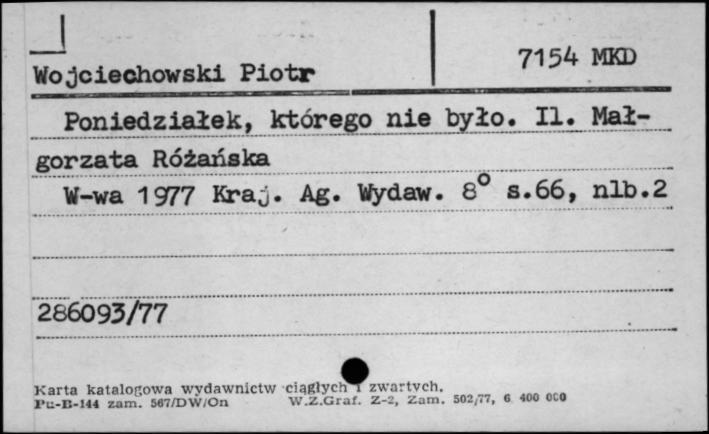 7154 MKD
Wojciechowski Piotr
Poniedziałek, którego nie było. Il. Mał-
gorzata Różańska
W-wa 1977 Kraj. Ag. Wydaw. 8° s.66, nlb.2
286093/77
Karta katalogowa wydawnictw ciągłych i zwartych.
Pu-B-144 zam. 567/DW/On W.Z.Graf. Z-2, Zam. 502/77, 6 400 000